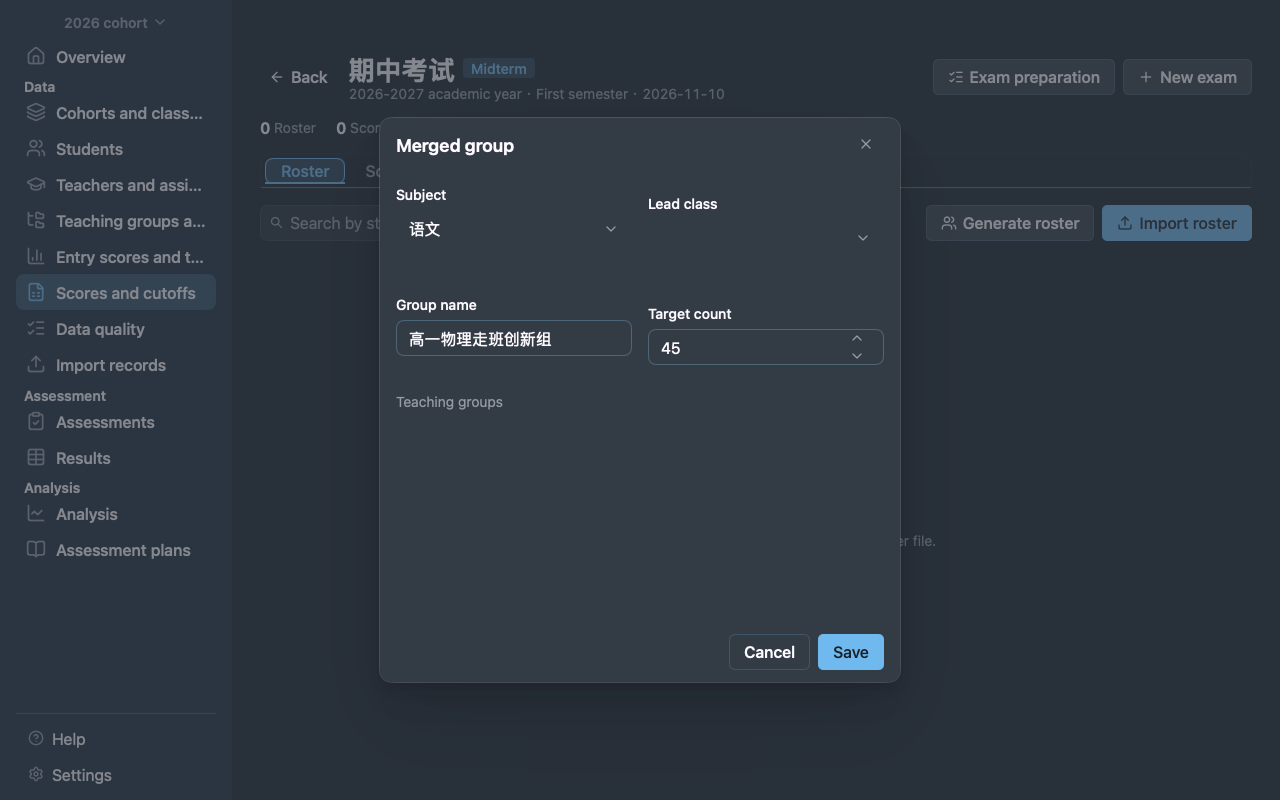 2026 cohort
Overview
Data
Cohorts and class...
Students
Teachers and assi...
Teaching groups a...
Entry scores and t...
Scores and cutoffs
Data quality
Import records
Assessment
Assessments
Results
Analysis
Analysis
Assessment plans
Help
Settings
Back
期中考试 Midterm
2026-2027 academic year · First semester · 2026-11-10
Exam preparation
New exam
0 Roster 0 Scor
Roster
Search by st
Generate roster
Import roster
er file.
Merged group
Subject
语文
Lead class
Group name
高一物理走班创新组
Target count
45
Teaching groups
Cancel
Save